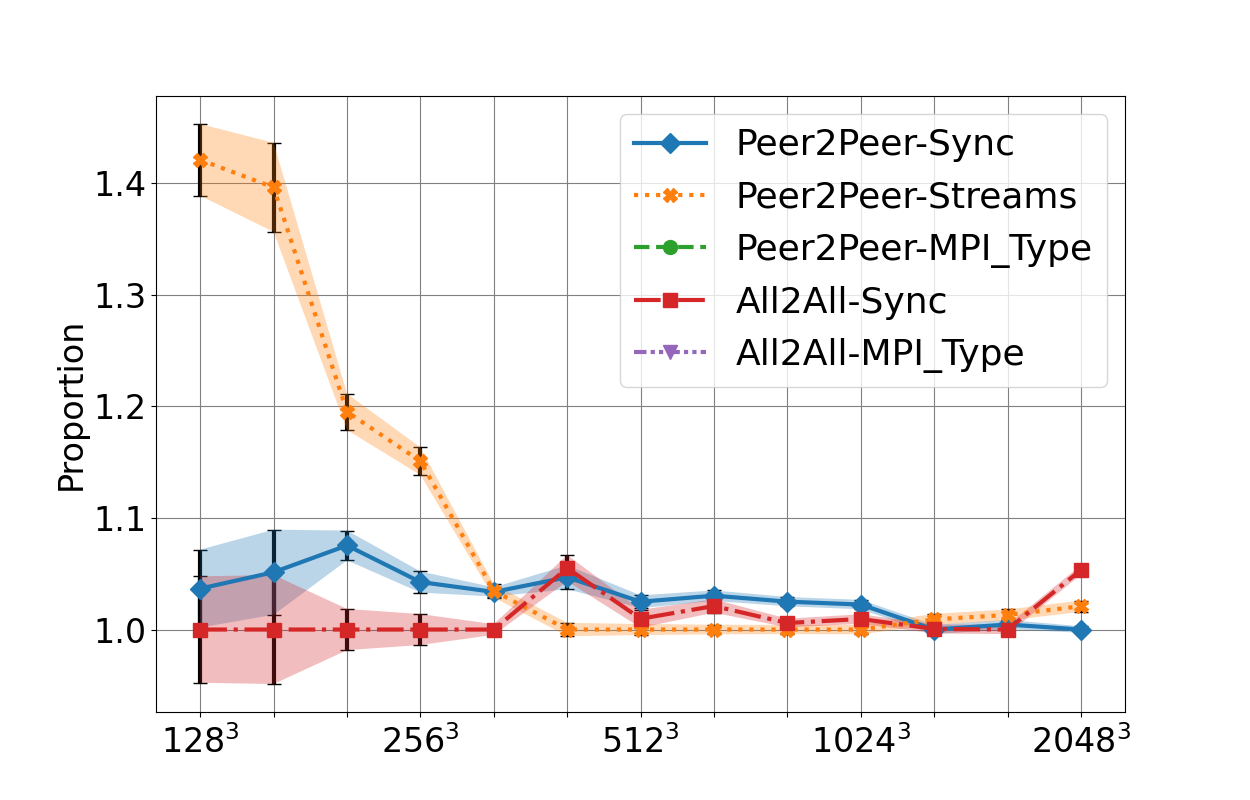 Peer2Peer-Sync
Peer2Peer-Streams
Peer2Peer-MPI_Type
All2All-Sync
All2All-MPI_Type
Proportion
1.4
1.3
1.2
1.1
1.0
128³ 256³ 512³ 1024³ 2048³